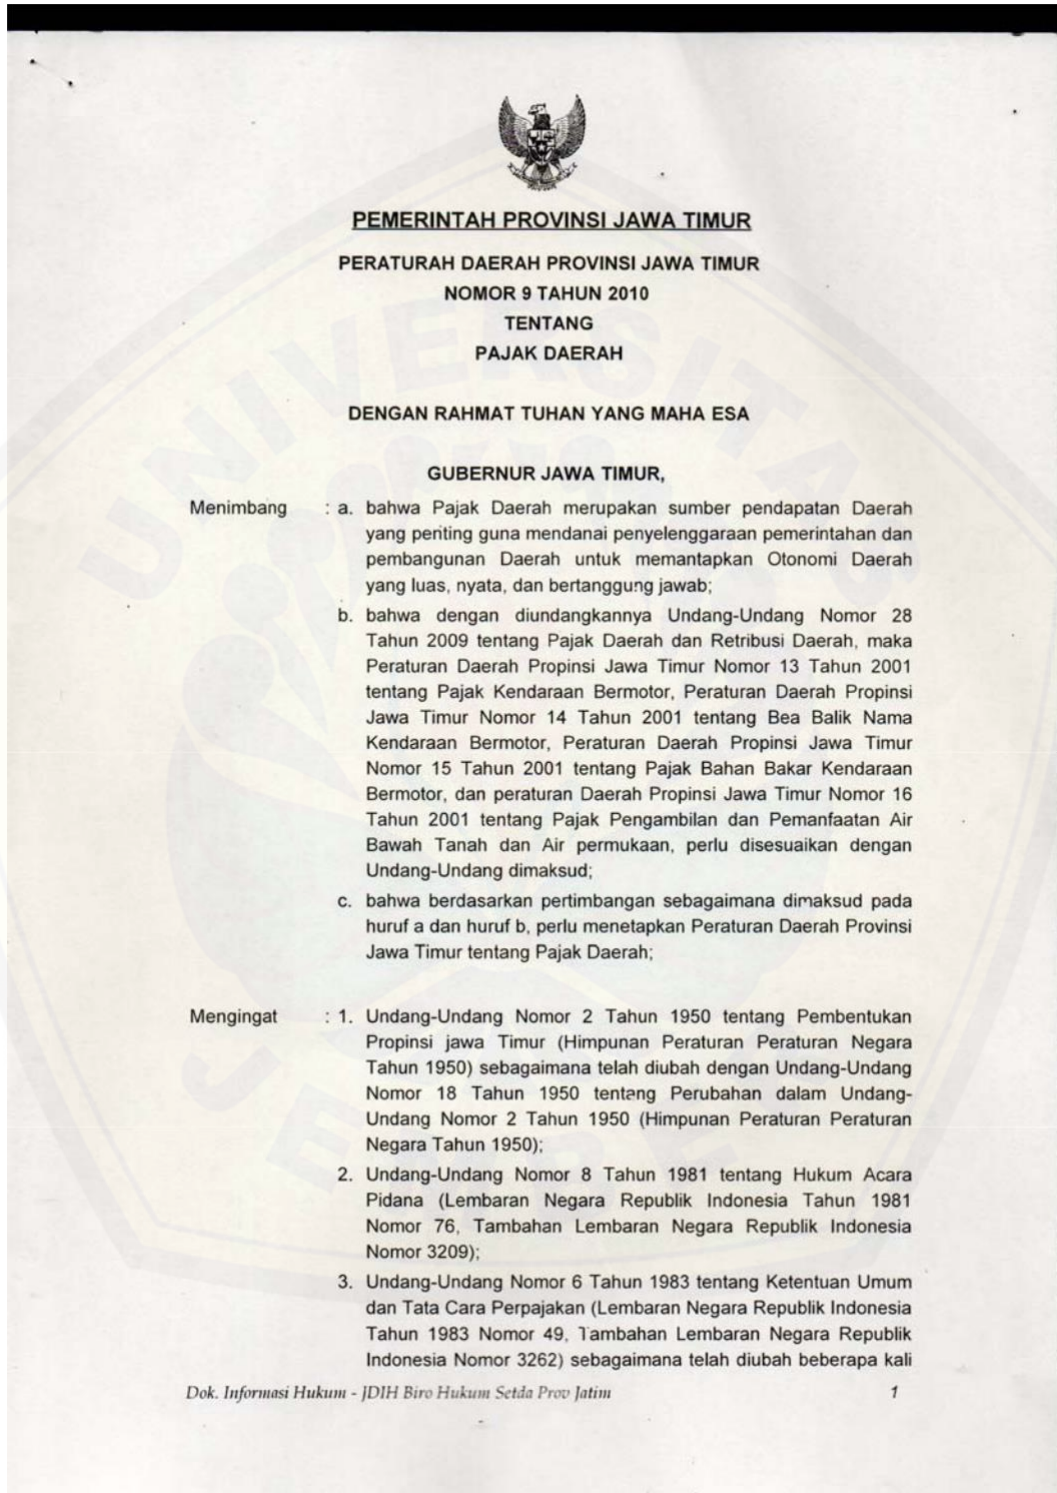 PEMERINTAH PROVINSI JAWA TIMUR
PERATURAH DAERAH PROVINSI JAWA TIMUR
NOMOR 9 TAHUN 2010
TENTANG
PAJAK DAERAH
DENGAN RAHMAT TUHAN YANG MAHA ESA
GUBERNUR JAWA TIMUR,
Menimbang : a. bahwa Pajak Daerah merupakan sumber pendapatan Daerah
yang penting guna mendanai penyelenggaraan pemerintahan dan
pembangunan Daerah untuk memantapkan Otonomi Daerah
yang luas, nyata, dan bertanggung jawab;
b. bahwa dengan diundangkannya Undang-Undang Nomor 28
Tahun 2009 tentang Pajak Daerah dan Retribusi Daerah, maka
Peraturan Daerah Propinsi Jawa Timur Nomor 13 Tahun 2001
tentang Pajak Kendaraan Bermotor, Peraturan Daerah Propinsi
Jawa Timur Nomor 14 Tahun 2001 tentang Bea Balik Nama
Kendaraan Bermotor, Peraturan Daerah Propinsi Jawa Timur
Nomor 15 Tahun 2001 tentang Pajak Bahan Bakar Kendaraan
Bermotor, dan peraturan Daerah Propinsi Jawa Timur Nomor 16
Tahun 2001 tentang Pajak Pengambilan dan Pemanfaatan Air
Bawah Tanah dan Air permukaan, perlu disesuaikan dengan
Undang-Undang dimaksud;
c. bahwa berdasarkan pertimbangan sebagaimana dimaksud pada
huruf a dan huruf b, perlu menetapkan Peraturan Daerah Provinsi
Jawa Timur tentang Pajak Daerah;
Mengingat : 1. Undang-Undang Nomor 2 Tahun 1950 tentang Pembentukan
Propinsi jawa Timur (Himpunan Peraturan Peraturan Negara
Tahun 1950) sebagaimana telah diubah dengan Undang-Undang
Nomor 18 Tahun 1950 tentang Perubahan dalam Undang-
Undang Nomor 2 Tahun 1950 (Himpunan Peraturan Peraturan
Negara Tahun 1950);
2. Undang-Undang Nomor 8 Tahun 1981 tentang Hukum Acara
Pidana (Lembaran Negara Republik Indonesia Tahun 1981
Nomor 76, Tambahan Lembaran Negara Republik Indonesia
Nomor 3209);
3. Undang-Undang Nomor 6 Tahun 1983 tentang Ketentuan Umum
dan Tata Cara Perpajakan (Lembaran Negara Republik Indonesia
Tahun 1983 Nomor 49, Tambahan Lembaran Negara Republik
Indonesia Nomor 3262) sebagaimana telah diubah beberapa kali
Dok. Informasi Hukum - JDIH Biro Hukum Setda Prov Jatim 1
UNIVERSITAS
JEMBER